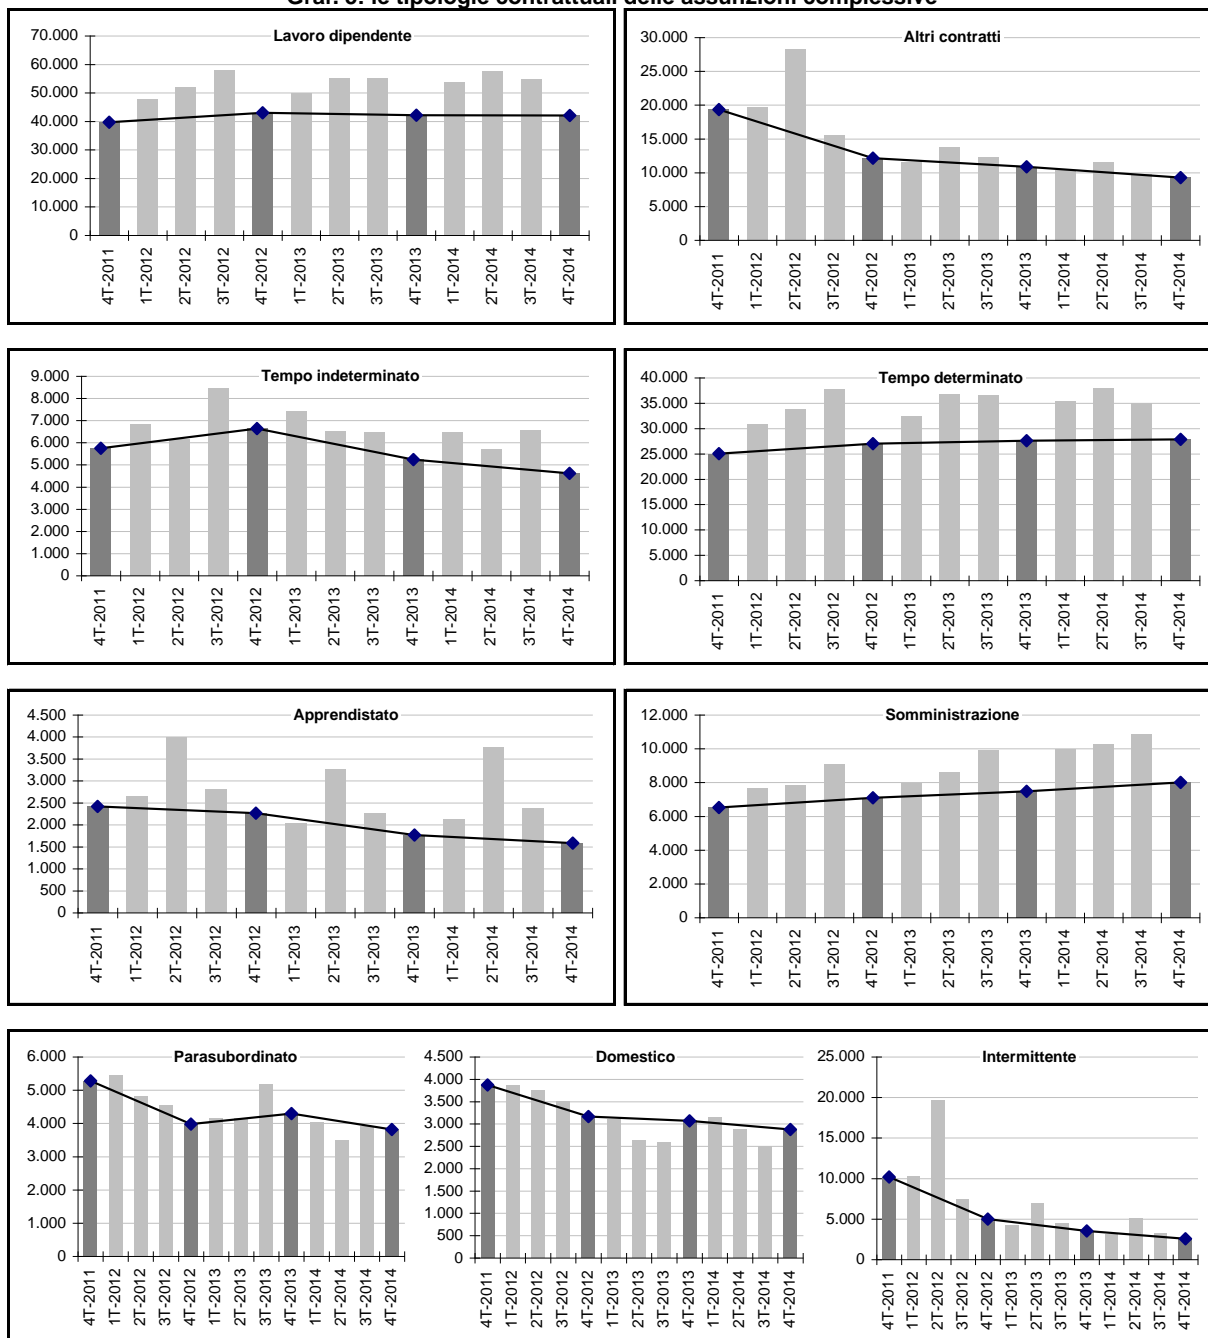 Graf. 3: le tipologie contrattuali delle assunzioni complessive
Lavoro dipendente
70.000
60.000
50.000
40.000
30.000
20.000
10.000
0
4T-2011
1T-2012
2T-2012
3T-2012
4T-2012
1T-2013
2T-2013
3T-2013
4T-2013
1T-2014
2T-2014
3T-2014
4T-2014
Altri contratti
30.000
25.000
20.000
15.000
10.000
5.000
0
4T-2011
1T-2012
2T-2012
3T-2012
4T-2012
1T-2013
2T-2013
3T-2013
4T-2013
1T-2014
2T-2014
3T-2014
4T-2014
Tempo indeterminato
9.000
8.000
7.000
6.000
5.000
4.000
3.000
2.000
1.000
0
4T-2011
1T-2012
2T-2012
3T-2012
4T-2012
1T-2013
2T-2013
3T-2013
4T-2013
1T-2014
2T-2014
3T-2014
4T-2014
Tempo determinato
40.000
35.000
30.000
25.000
20.000
15.000
10.000
5.000
0
4T-2011
1T-2012
2T-2012
3T-2012
4T-2012
1T-2013
2T-2013
3T-2013
4T-2013
1T-2014
2T-2014
3T-2014
4T-2014
Apprendistato
4.500
4.000
3.500
3.000
2.500
2.000
1.500
1.000
500
0
4T-2011
1T-2012
2T-2012
3T-2012
4T-2012
1T-2013
2T-2013
3T-2013
4T-2013
1T-2014
2T-2014
3T-2014
4T-2014
Somministrazione
12.000
10.000
8.000
6.000
4.000
2.000
0
4T-2011
1T-2012
2T-2012
3T-2012
4T-2012
1T-2013
2T-2013
3T-2013
4T-2013
1T-2014
2T-2014
3T-2014
4T-2014
Parasubordinato
6.000
5.000
4.000
3.000
2.000
1.000
0
4T-2011
1T-2012
2T-2012
3T-2012
4T-2012
1T-2013
2T-2013
3T-2013
4T-2013
1T-2014
2T-2014
3T-2014
4T-2014
Domestico
4.500
4.000
3.500
3.000
2.500
2.000
1.500
1.000
500
0
4T-2011
1T-2012
2T-2012
3T-2012
4T-2012
1T-2013
2T-2013
3T-2013
4T-2013
1T-2014
2T-2014
3T-2014
4T-2014
Intermittente
25.000
20.000
15.000
10.000
5.000
0
4T-2011
1T-2012
2T-2012
3T-2012
4T-2012
1T-2013
2T-2013
3T-2013
4T-2013
1T-2014
2T-2014
3T-2014
4T-2014